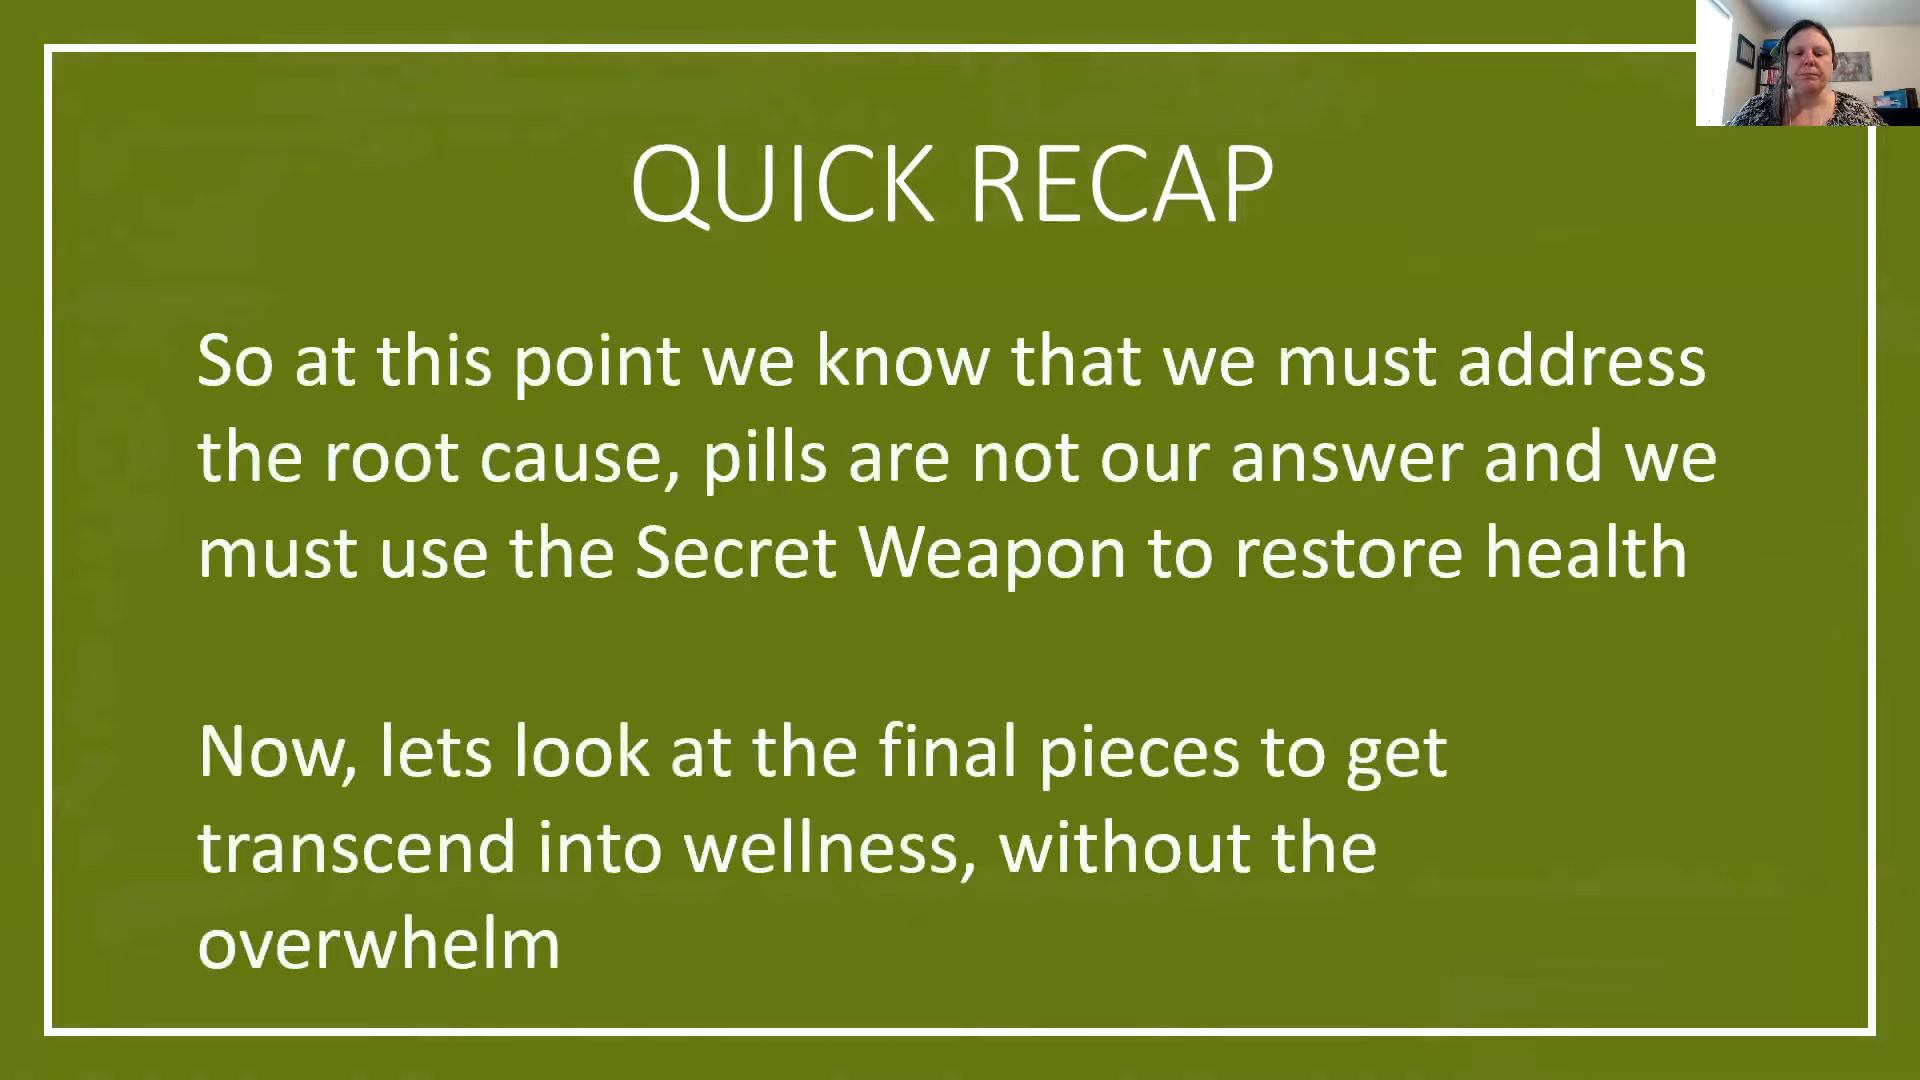 QUICK RECAP
So at this point we know that we must address
the root cause, pills are not our answer and we
must use the Secret Weapon to restore health
Now, lets look at the final pieces to get
transcend into wellness, without the
overwhelm